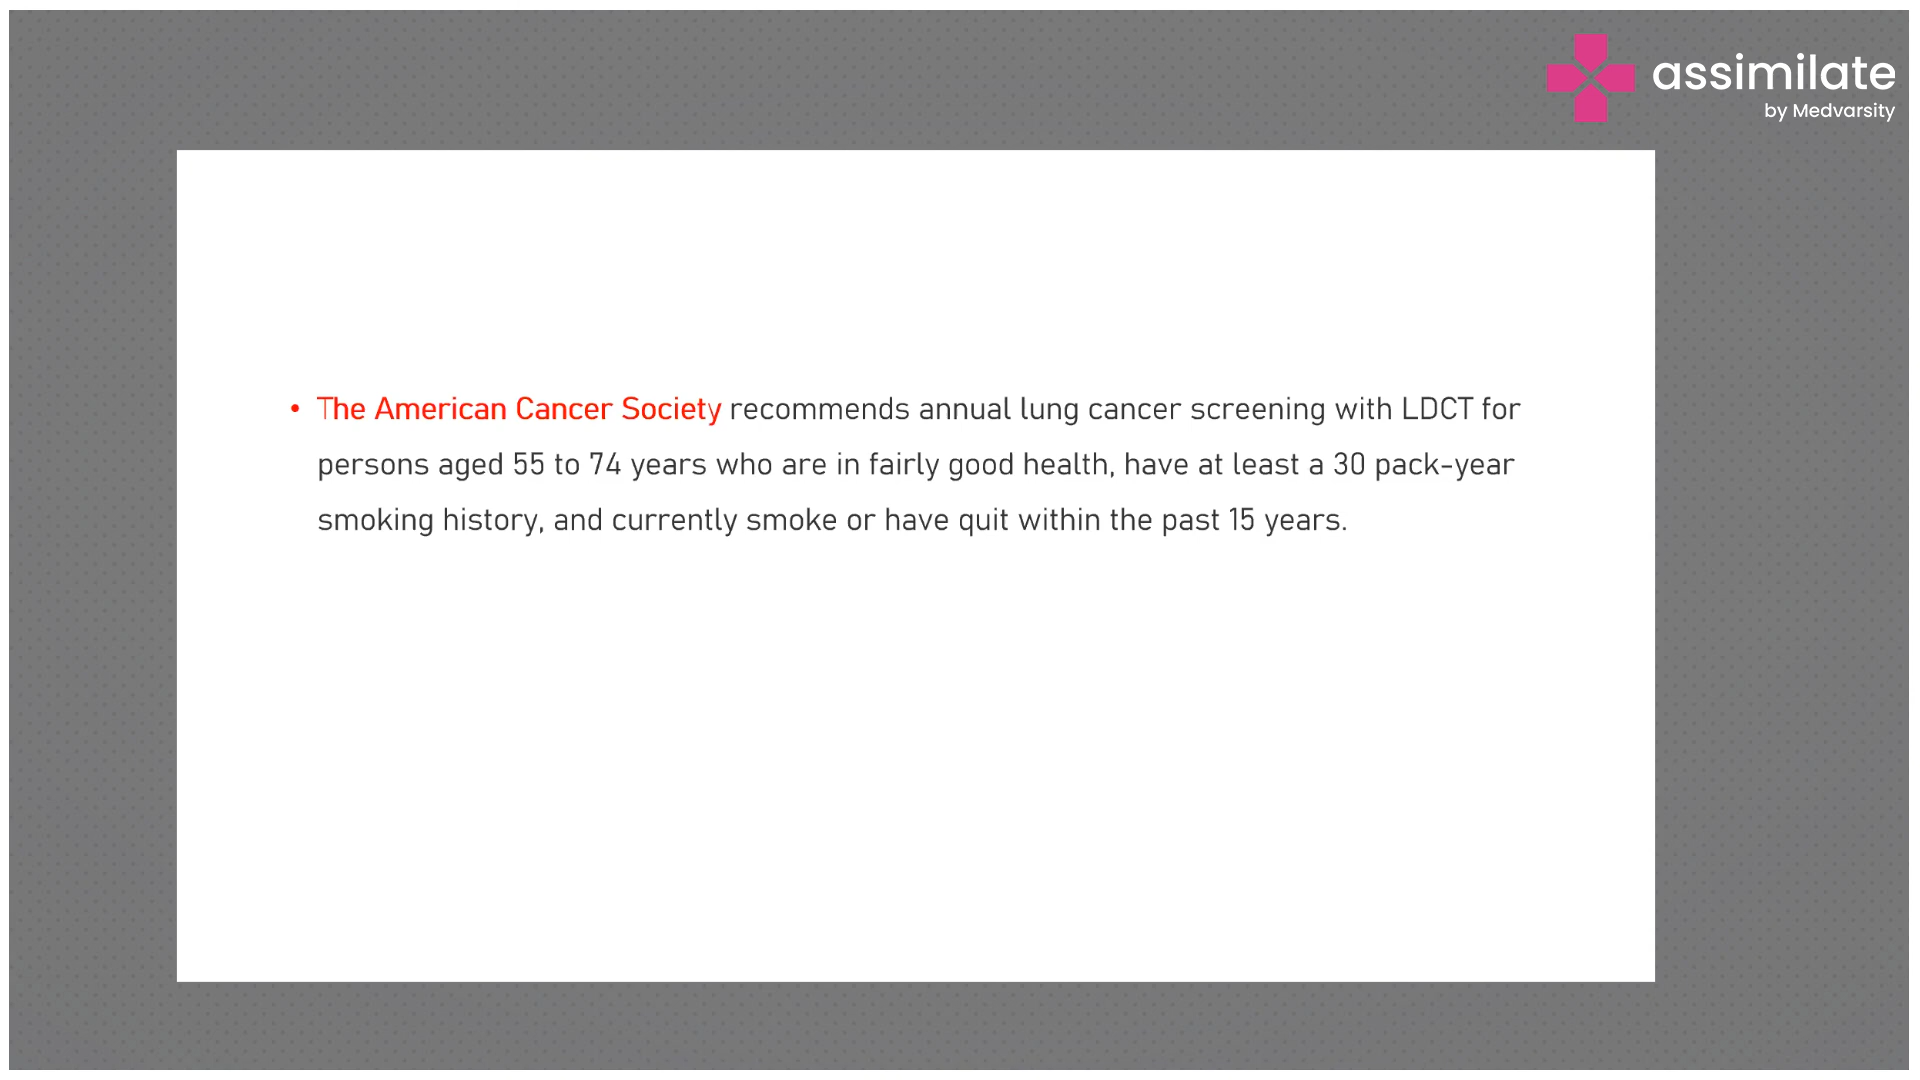 assimilate
by Medvarsity
• The American Cancer Society recommends annual lung cancer screening with LDCT for
persons aged 55 to 74 years who are in fairly good health, have at least a 30 pack-year
smoking history, and currently smoke or have quit within the past 15 years.